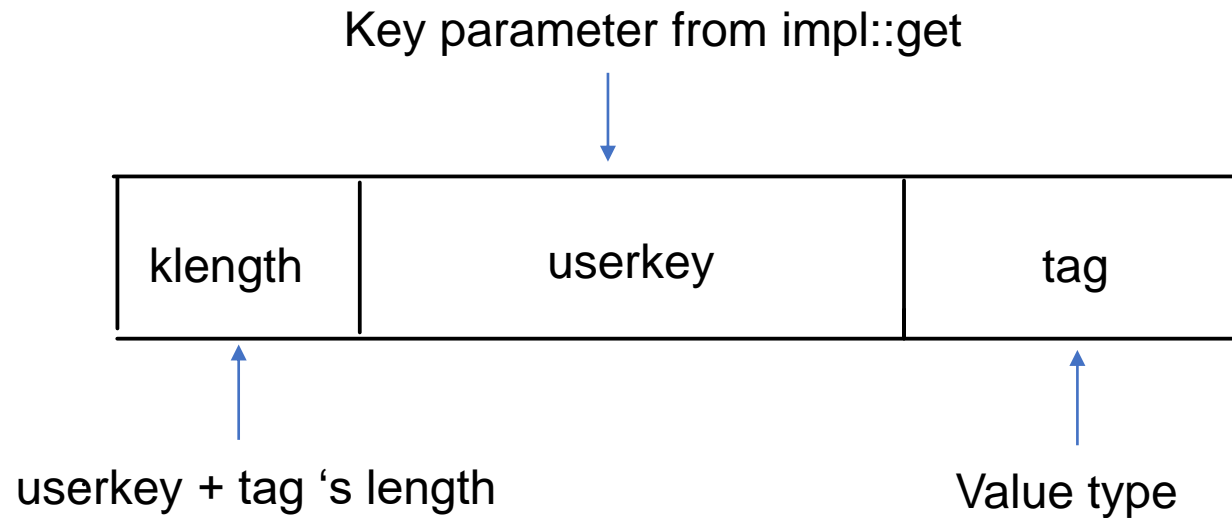 Key parameter from impl::get
klength
userkey
tag
userkey + tag ‘s length
Value type